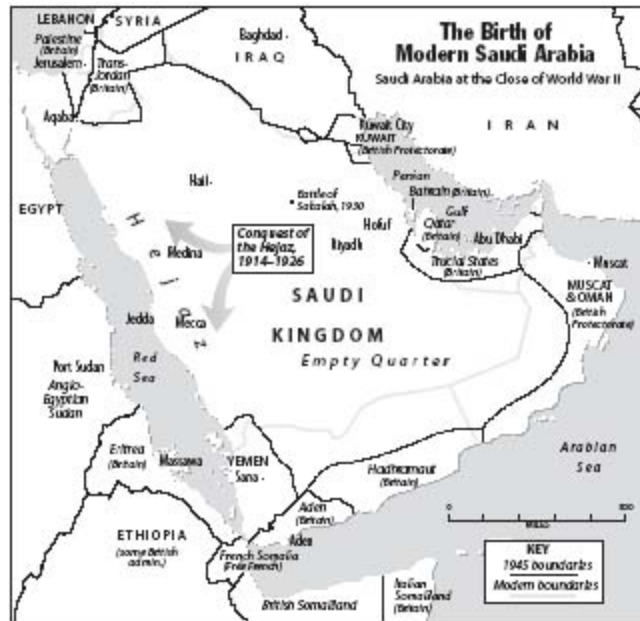 The Birth of
Modern Saudi Arabia
Saudi Arabia at the Close of World War II
LEBANON
SYRIA
Palestine
(Britain)
Jerusalem
Trans-
Jordan
(Britain)
Baghdad
IRAQ
IRAN
Aqaba
Kuwait City
KUWAIT
(British Protectorate)
Persian
Gulf
Bahrain (Britain)
Hail
Battle of
1930
EGYPT
Hejaz
Conquest of
the Hejaz,
1914–1926
Medina
Riyadh
Hofuf
Qatar
(Britain)
Abu Dhabi
Trucial States
(Britain)
Muscat
MUSCAT
& OMAN
(British
Protectorate)
SAUDI
KINGDOM
Empty Quarter
Jedda
Mecca
Red
Sea
Port Sudan
Anglo-
Egyptian
Sudan
Eritrea
(Britain)
Massawa
YEMEN
Sana
Hadhramaut
(Britain)
Arabian
Sea
Aden
(Britain)
Aden
ETHIOPIA
(some British
admin.)
French Somalia
(Free French)
British Somaliland
Italian
Somaliland
(Britain)
0
MILES
KEY
1945 boundaries
Modern boundaries